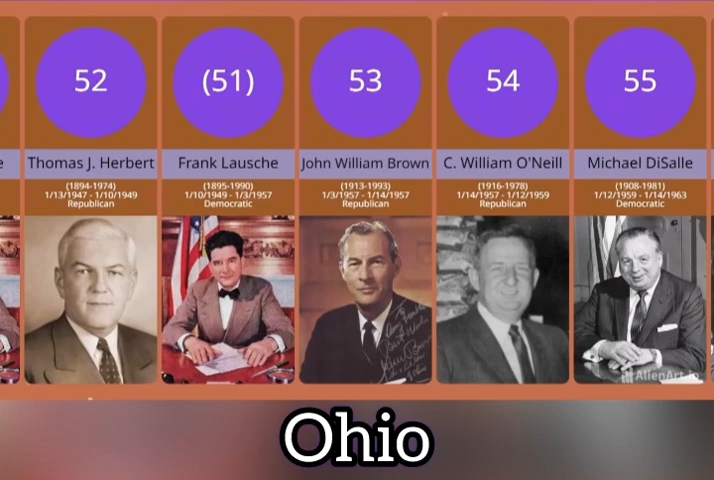 52
(51)
53
54
55
e
Thomas J. Herbert
Frank Lausche
John William Brown
C. William O'Neill
Michael DiSalle
(1894-1974)
1/13/1947 - 1/10/1949
Republican
(1895-1990)
1/10/1949 - 1/3/1957
Democratic
(1913-1993)
1/3/1957 - 1/14/1957
Republican
(1916-1978)
1/14/1957 - 1/12/1959
Republican
(1908-1981)
1/12/1959 - 1/14/1963
Democratic
AlienArt.io
Ohio